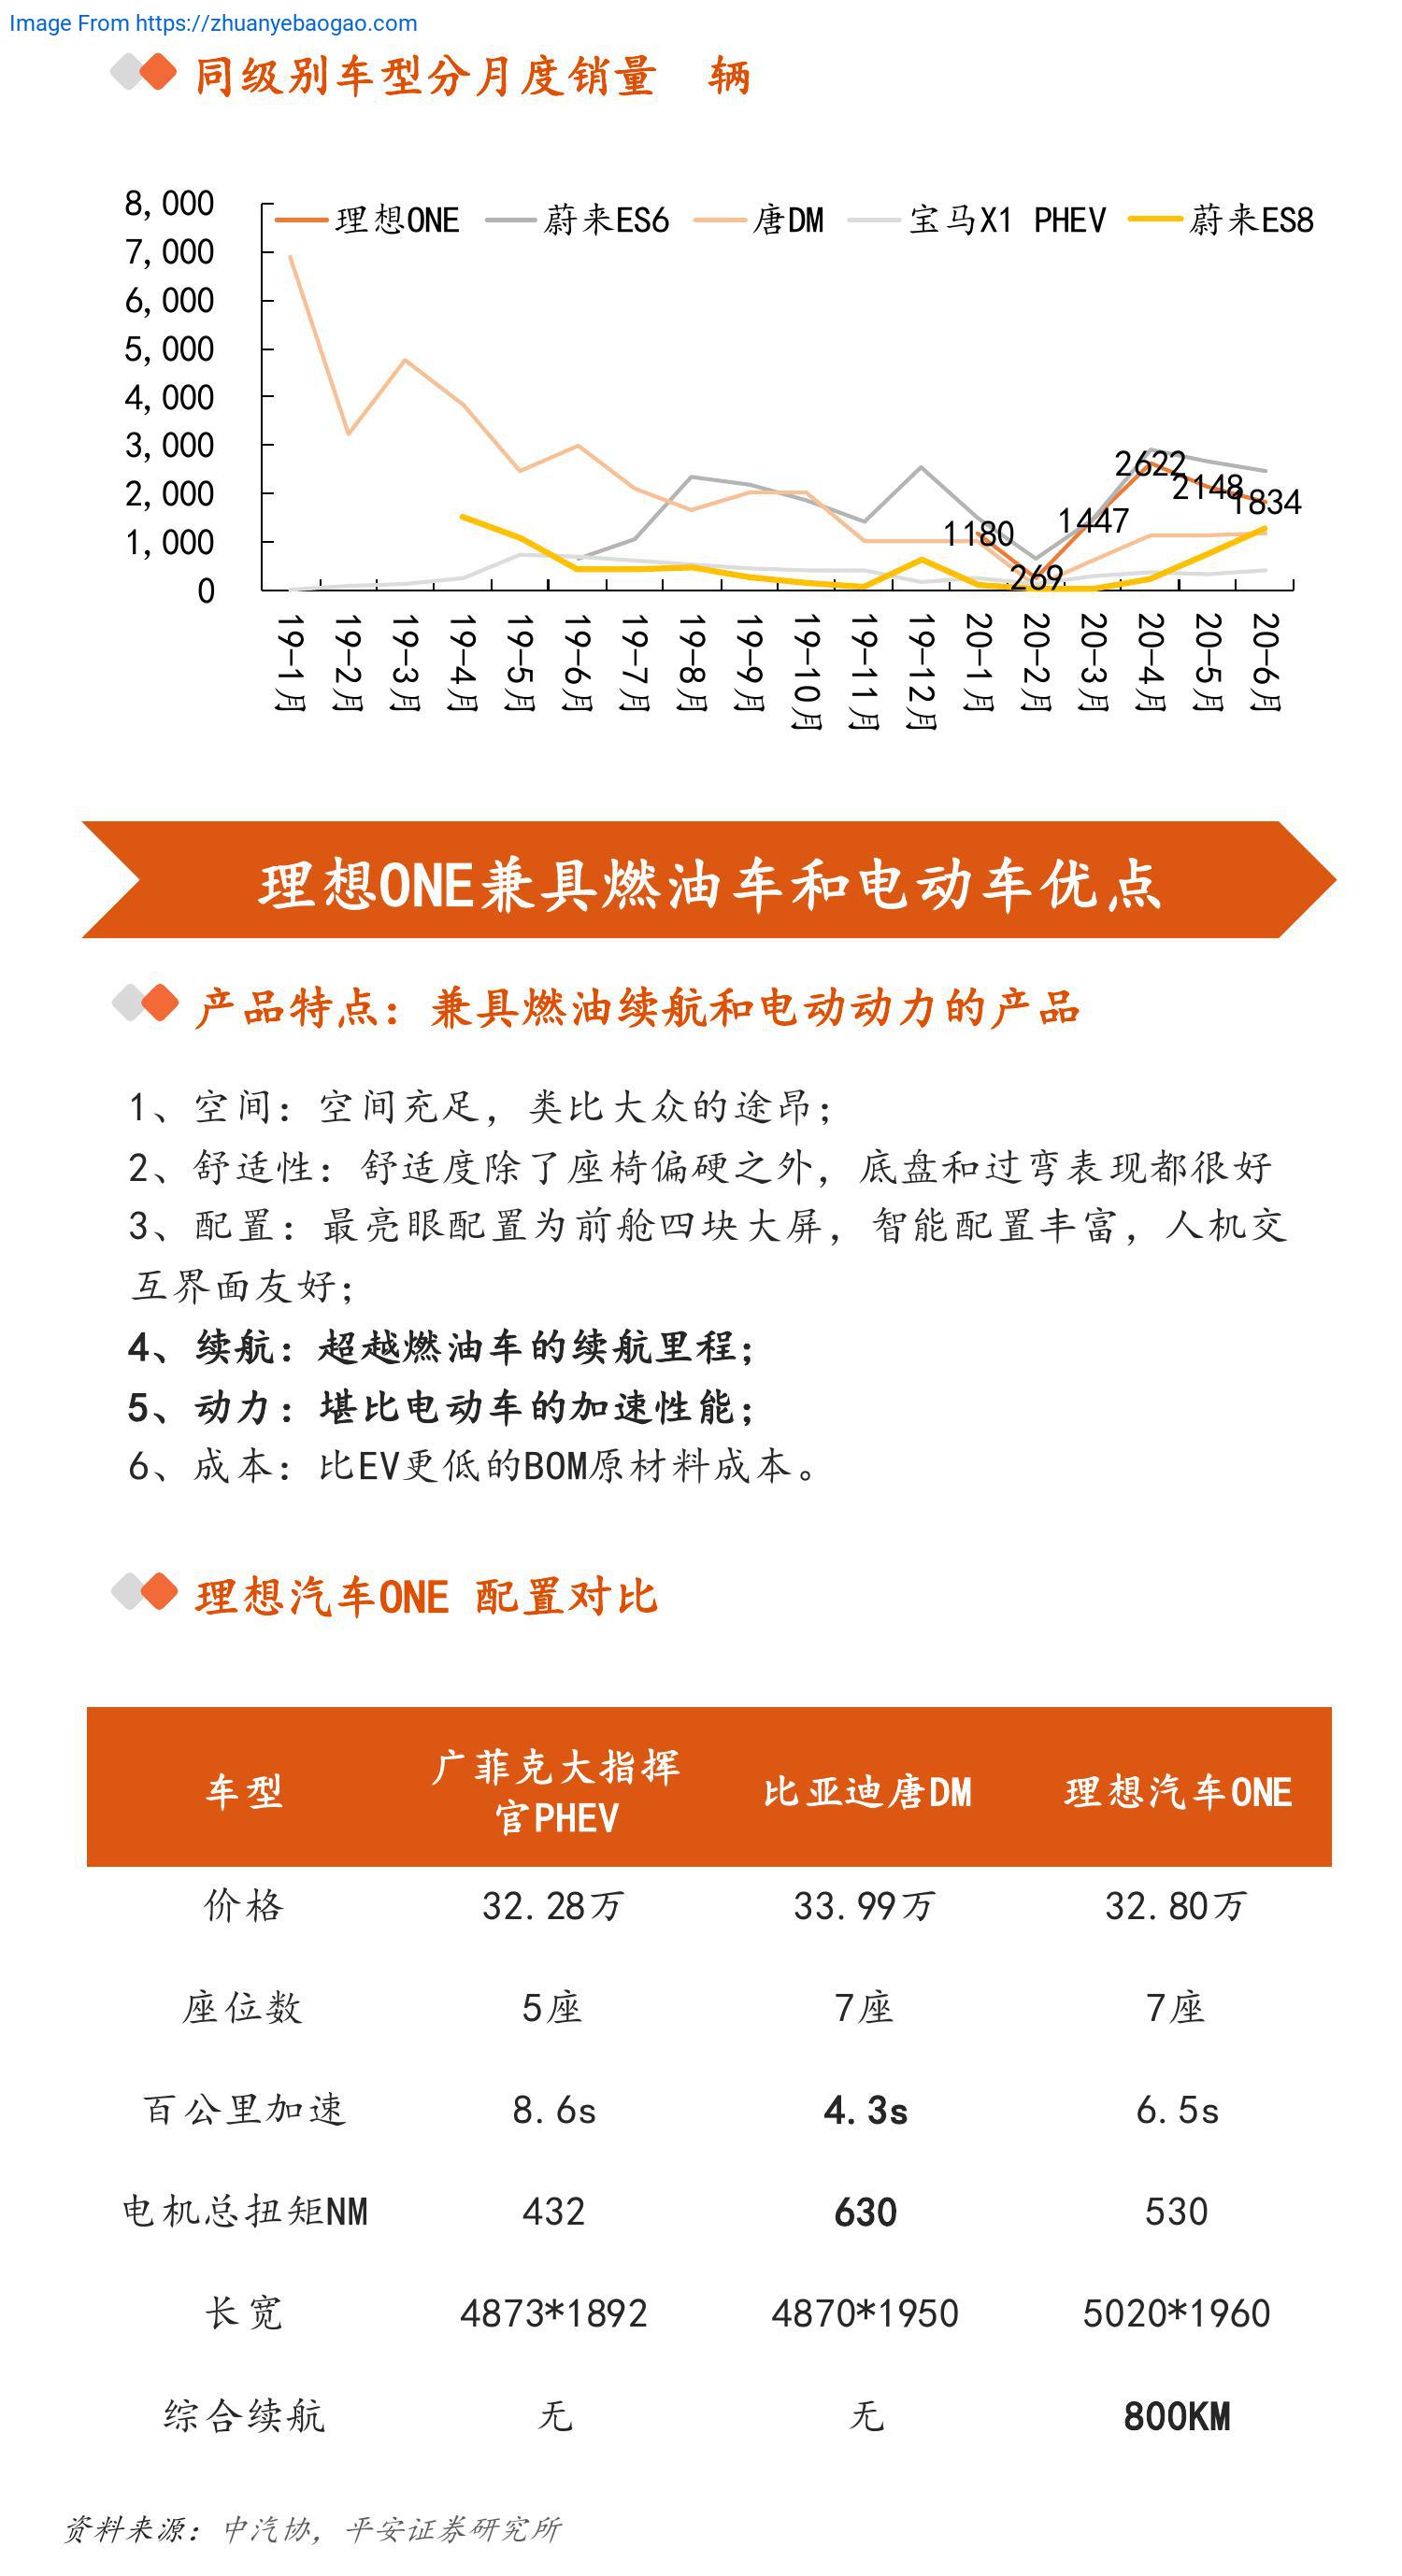 Image From https://zhuanyebaogao.com
同级别车型分月度销量 辆
8,000
7,000
6,000
5,000
4,000
3,000
2,000
1,000
0
理想ONE 蔚来ES6 唐DM 宝马X1 PHEV 蔚来ES8
2622
2148
1834
1180
1447
269
19-1月 19-2月 19-3月 19-4月 19-5月 19-6月 19-7月 19-8月 19-9月 19-10月 19-11月 19-12月 20-1月 20-2月 20-3月 20-4月 20-5月 20-6月
理想ONE兼具燃油车和电动车优点
产品特点：兼具燃油续航和电动动力的产品
1、空间：空间充足，类比大众的途昂；
2、舒适性：舒适度除了座椅偏硬之外，底盘和过弯表现都很好
3、配置：最亮眼配置为前舱四块大屏，智能配置丰富，人机交
互界面友好；
4、续航：超越燃油车的续航里程；
5、动力：堪比电动车的加速性能；
6、成本：比EV更低的BOM原材料成本。
理想汽车ONE 配置对比
车型 广菲克大指挥 比亚迪唐DM 理想汽车ONE
官PHEV
价格 32.28万 33.99万 32.80万
座位数 5座 7座 7座
百公里加速 8.6s 4.3s 6.5s
电机总扭矩NM 432 630 530
长宽 4873*1892 4870*1950 5020*1960
综合续航 无 无 800KM
资料来源：中汽协，平安证券研究所